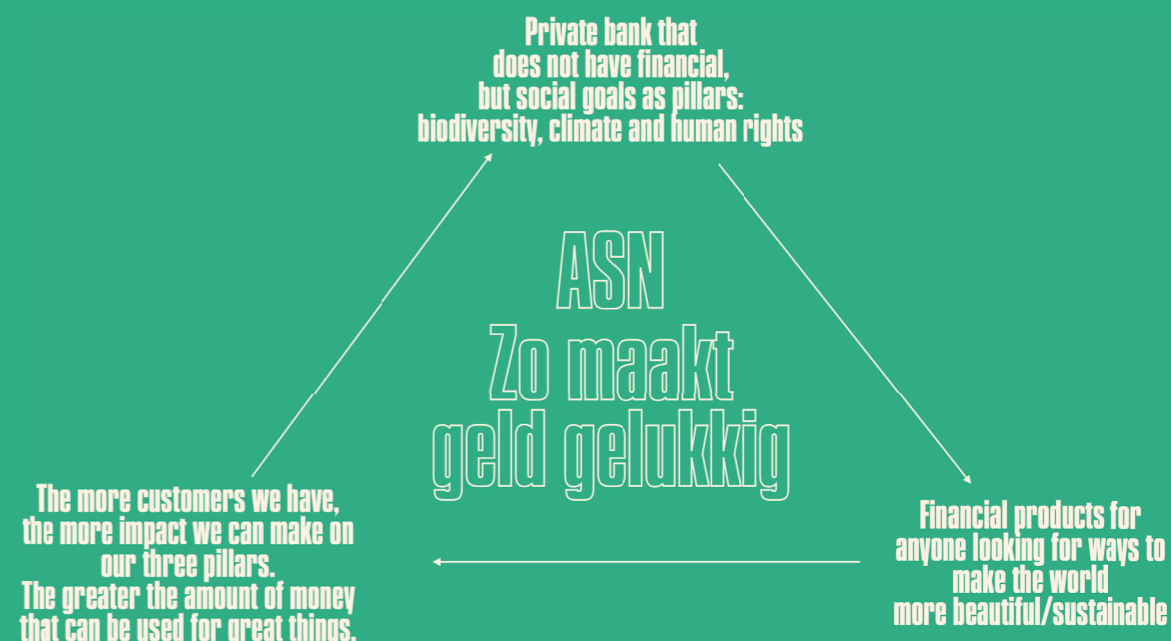 Private bank that
does not have financial,
but social goals as pillars:
biodiversity, climate and human rights
ASN
Zo maakt
geld gelukkig
The more customers we have,
the more impact we can make on
our three pillars.
The greater the amount of money
that can be used for great things.
Financial products for
anyone looking for ways to
make the world
more beautiful/sustainable